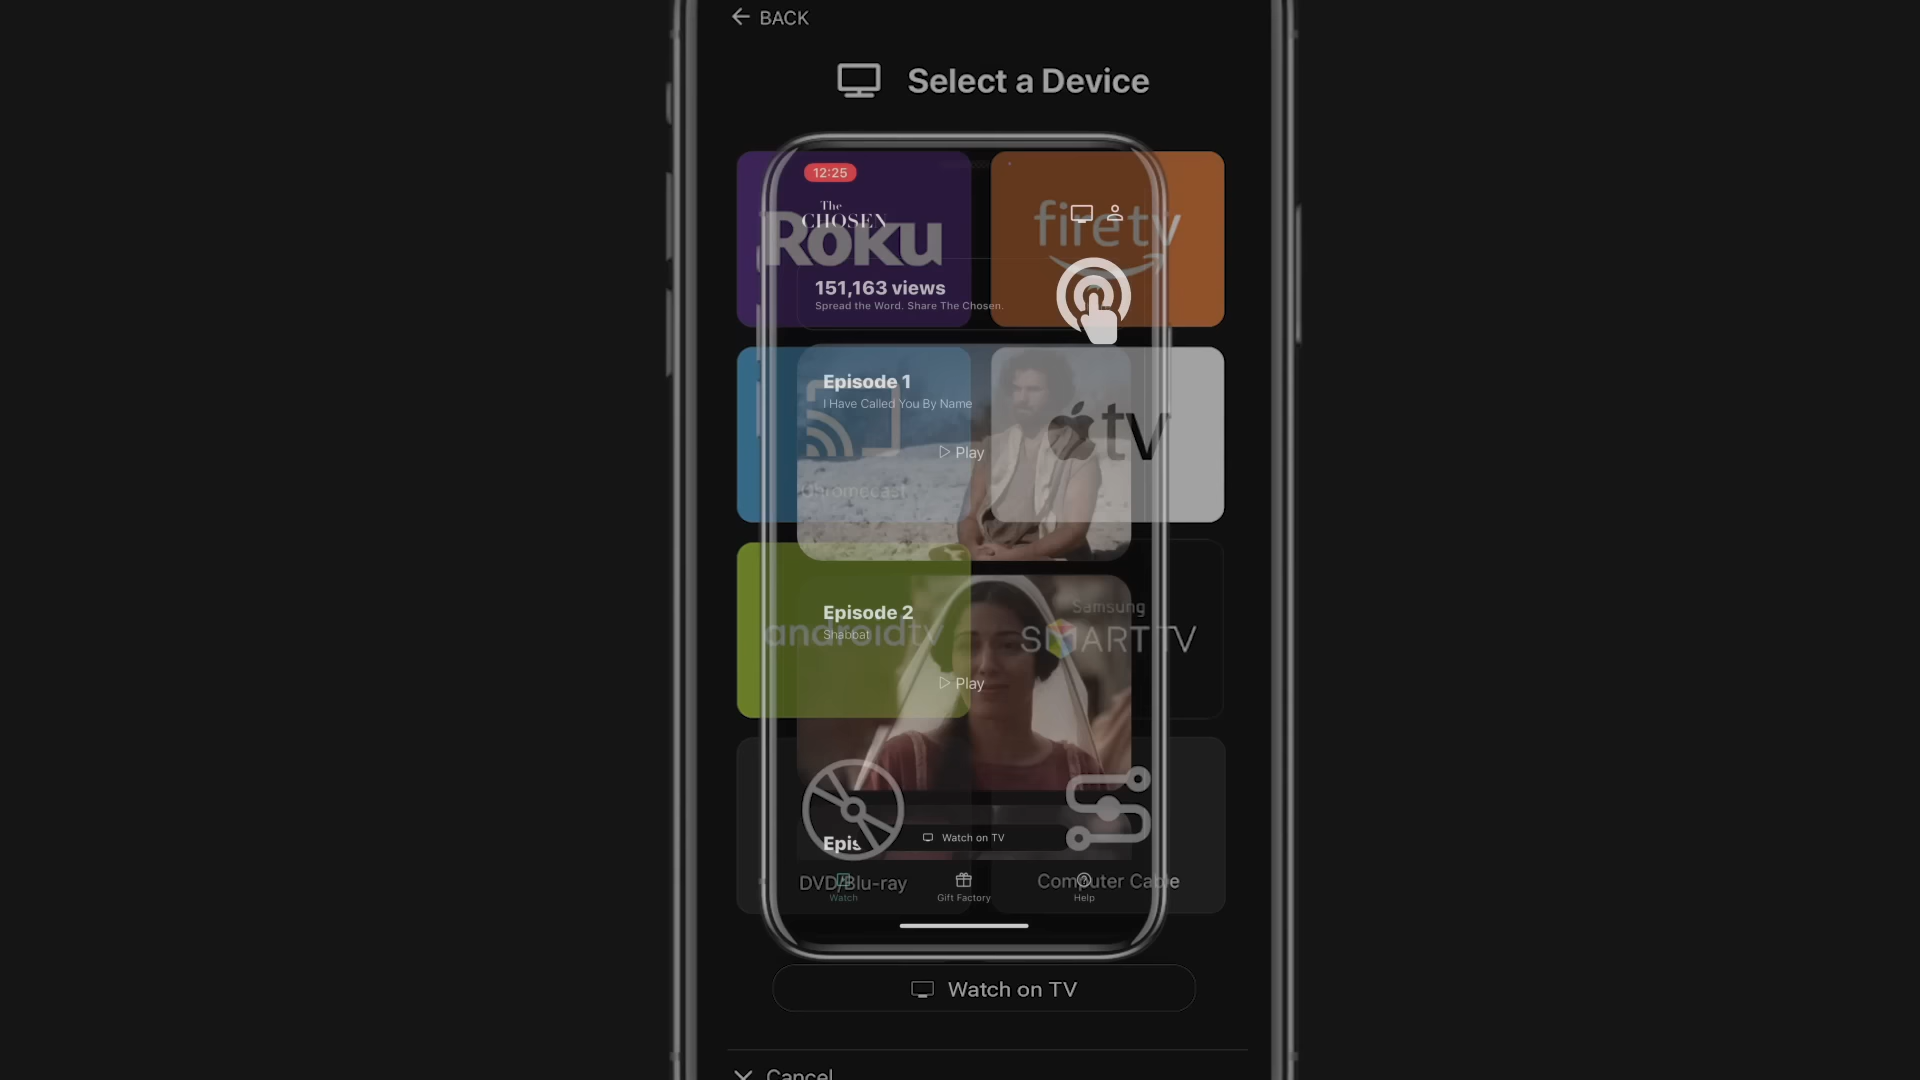 BACK
Select a Device
12:25
The
CHOSEN
Roku
firetv
151,163 views
Spread the Word. Share The Chosen.
Episode 1
I Have Called You By Name
Play
Chromecast
tv
Episode 2
Shabbat
androidtv
Samsung
SMART TV
Play
Epis
Watch on TV
DVD/Blu-ray
Computer Cable
Watch
Gift Factory
Help
Watch on TV
Cancel